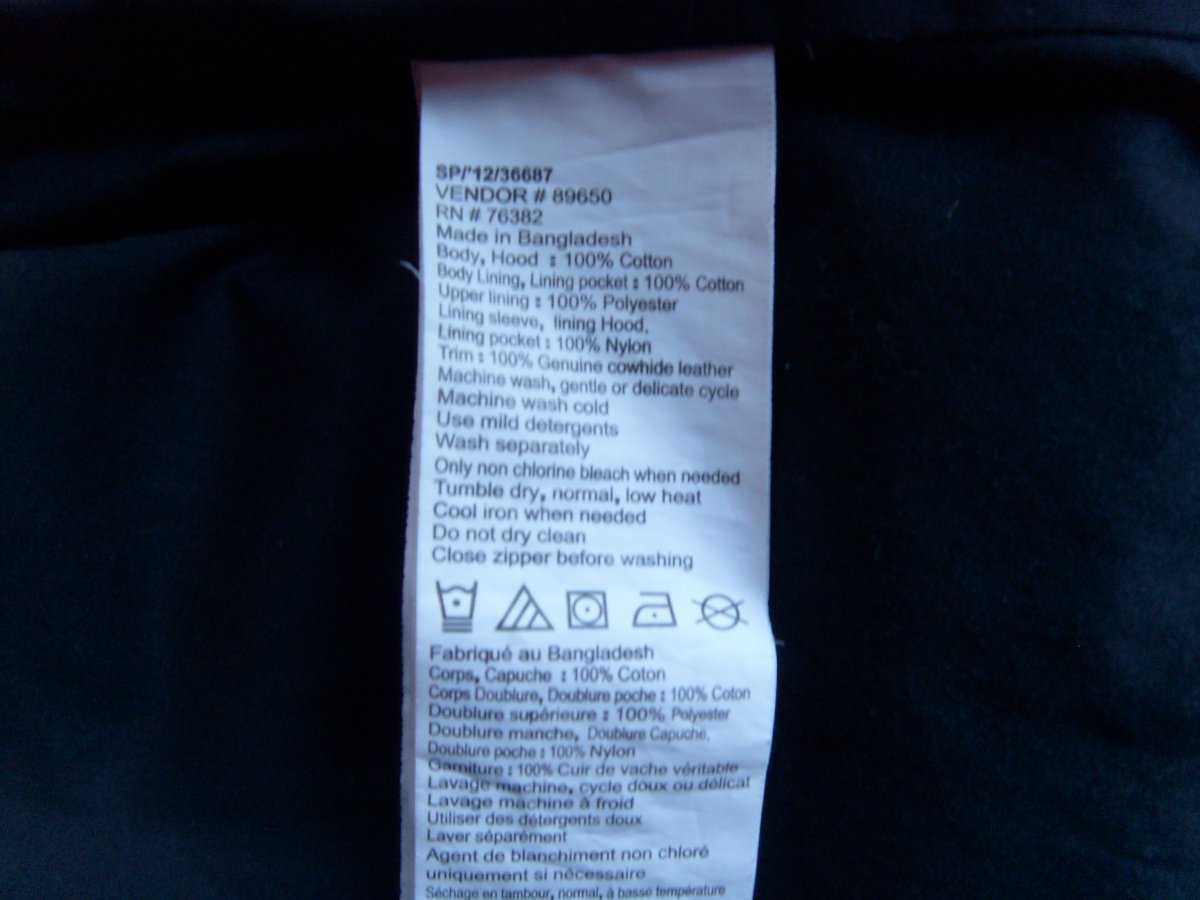 SP/'12/36687
VENDOR # 89650
RN # 76382
Made in Bangladesh
Body, Hood : 100% Cotton
Body Lining, Lining pocket : 100% Cotton
Upper lining : 100% Polyester
Lining sleeve, lining Hood,
Lining pocket : 100% Nylon
Trim : 100% Genuine cowhide leather
Machine wash, gentle or delicate cycle
Machine wash cold
Use mild detergents
Wash separately
Only non chlorine bleach when needed
Tumble dry, normal, low heat
Cool iron when needed
Do not dry clean
Close zipper before washing
Fabriqué au Bangladesh
Corps, Capuche : 100% Coton
Corps Doublure, Doublure poche : 100% Coton
Doublure supérieure : 100% Polyester
Doublure manche, Doublure Capuche,
Doublure poche : 100% Nylon
Garniture : 100% Cuir de vache véritable
Lavage machine, cycle doux ou délicat
Lavage machine à froid
Utiliser des détergents doux
Laver séparément
Agent de blanchiment non chloré
uniquement si nécessaire
Séchage en tambour, normal, à basse température